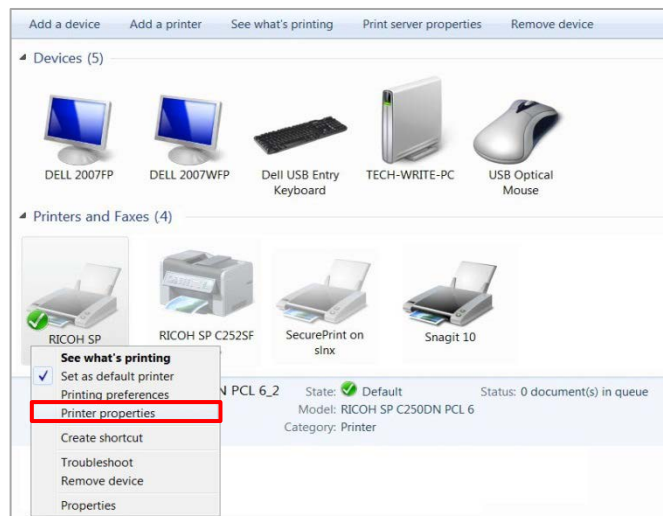 Add a device Add a printer See what's printing Print server properties Remove device
Devices (5)
DELL 2007FP DELL 2007WFP Dell USB Entry Keyboard TECH-WRITE-PC USB Optical Mouse
Printers and Faxes (4)
RICOH SP RICOH SP C252SF SecurePrint on slnx Snagit 10
See what's printing
Set as default printer
Printing preferences
Printer properties
Create shortcut
Troubleshoot
Remove device
Properties
N PCL 6_2 State: Default Status: 0 document(s) in queue
Model: RICOH SP C250DN PCL 6
Category: Printer